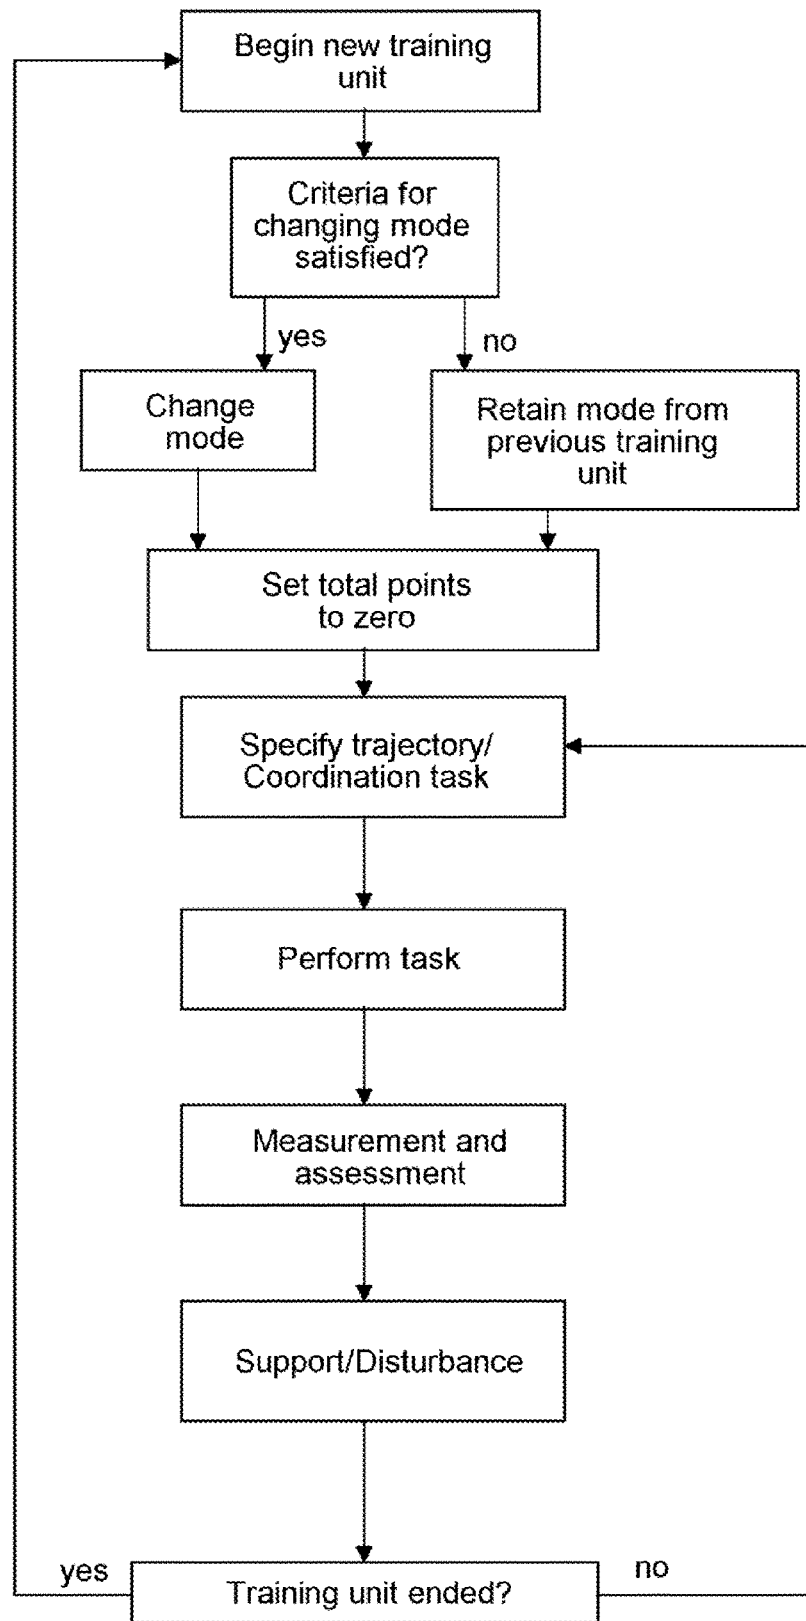 Begin new training
unit
Criteria for
changing mode
satisfied?
yes
no
Change
mode
Retain mode from
previous training
unit
Set total points
to zero
Specify trajectory/
Coordination task
Perform task
Measurement and
assessment
Support/Disturbance
yes
no
Training unit ended?